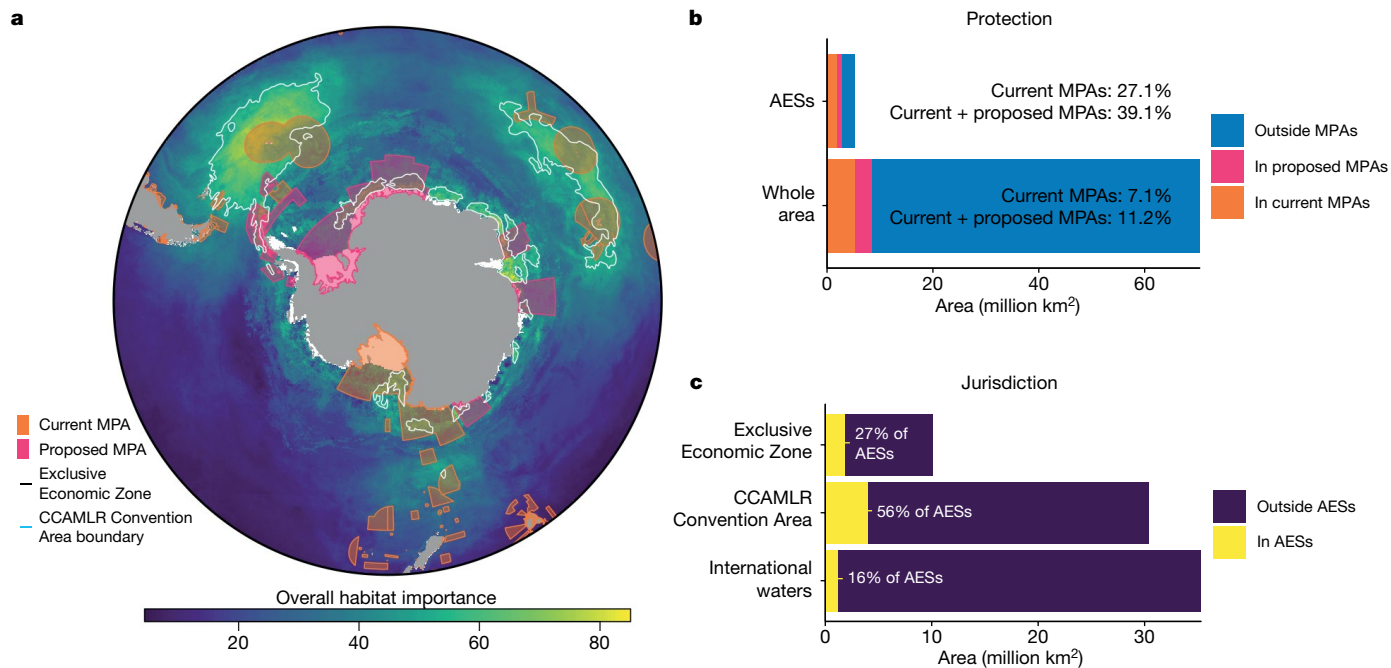 a
Current MPA
Proposed MPA
Exclusive
Economic Zone
CCAMLR Convention
Area boundary
Overall habitat importance
20 40 60 80
b
Protection
AESs
Current MPAs: 27.1%
Current + proposed MPAs: 39.1%
Whole
area
Current MPAs: 7.1%
Current + proposed MPAs: 11.2%
0 20 40 60
Area (million km²)
Outside MPAs
In proposed MPAs
In current MPAs
c
Jurisdiction
Exclusive
Economic Zone
27% of
AESs
CCAMLR
Convention Area
56% of AESs
International
waters
16% of AESs
0 10 20 30
Area (million km²)
Outside AESs
In AESs